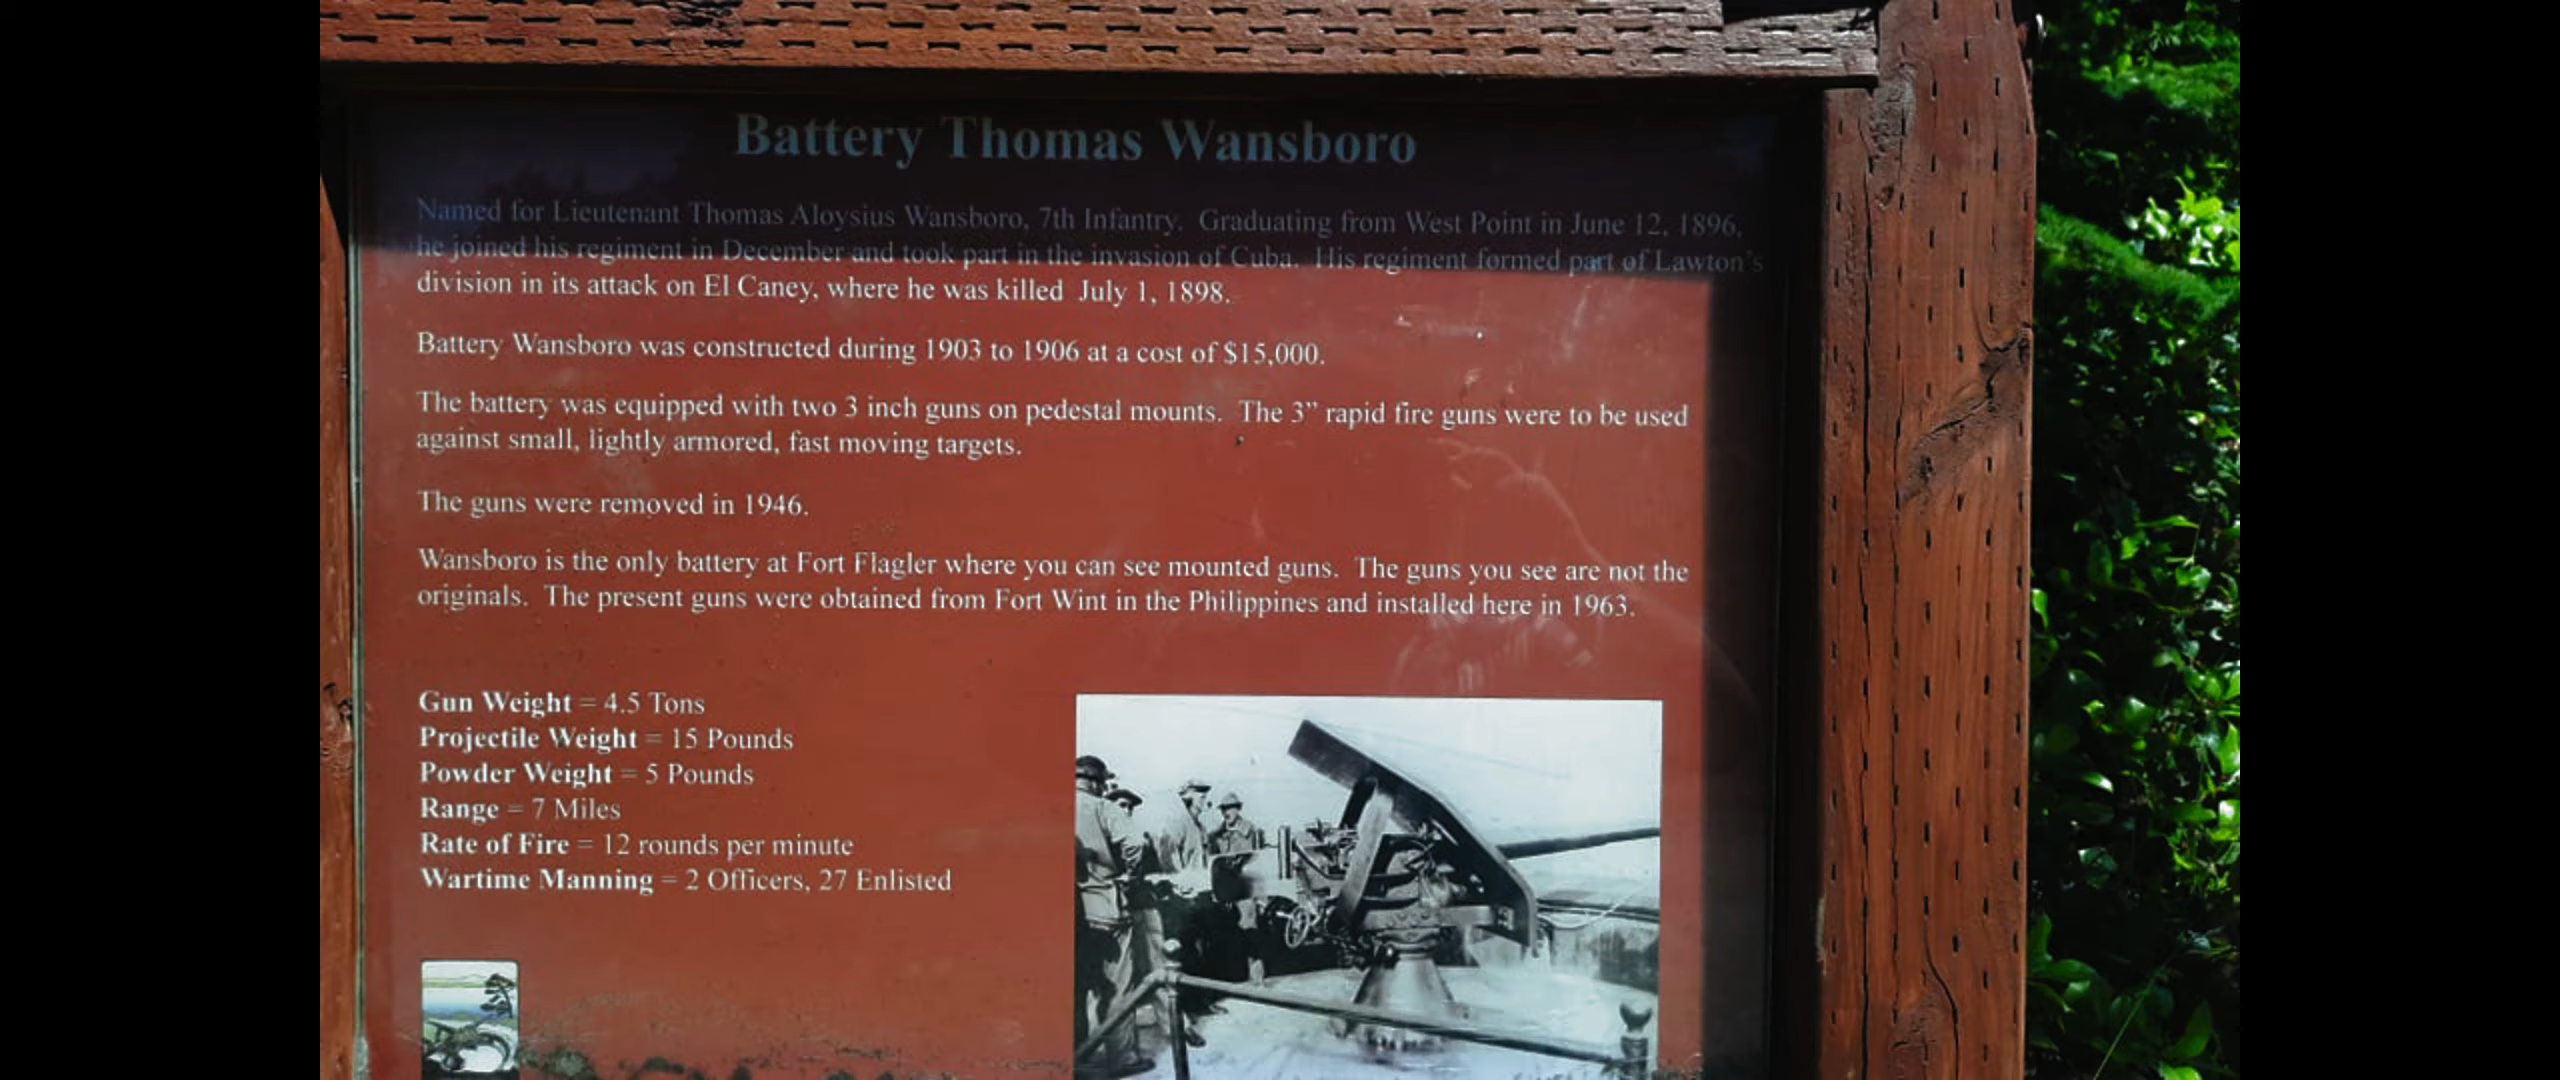 Battery Thomas Wansboro
Named for Lieutenant Thomas Aloysius Wansboro, 7th Infantry. Graduating from West Point in June 12, 1896,
he joined his regiment in December and took part in the invasion of Cuba. His regiment formed part of Lawton's
division in its attack on El Caney, where he was killed July 1, 1898.
Battery Wansboro was constructed during 1903 to 1906 at a cost of $15,000.
The battery was equipped with two 3 inch guns on pedestal mounts. The 3” rapid fire guns were to be used
against small, lightly armored, fast moving targets.
The guns were removed in 1946.
Wansboro is the only battery at Fort Flagler where you can see mounted guns. The guns you see are not the
originals. The present guns were obtained from Fort Wint in the Philippines and installed here in 1963.
Gun Weight = 4.5 Tons
Projectile Weight = 15 Pounds
Powder Weight = 5 Pounds
Range = 7 Miles
Rate of Fire = 12 rounds per minute
Wartime Manning = 2 Officers, 27 Enlisted